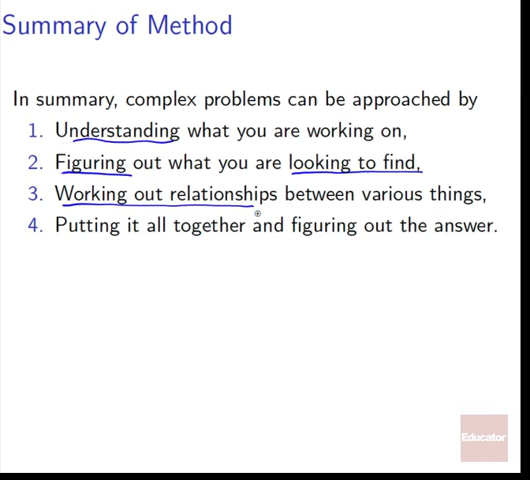 Summary of Method
In summary, complex problems can be approached by
1. Understanding what you are working on,
2. Figuring out what you are looking to find,
3. Working out relationships between various things,
4. Putting it all together and figuring out the answer.
Educator